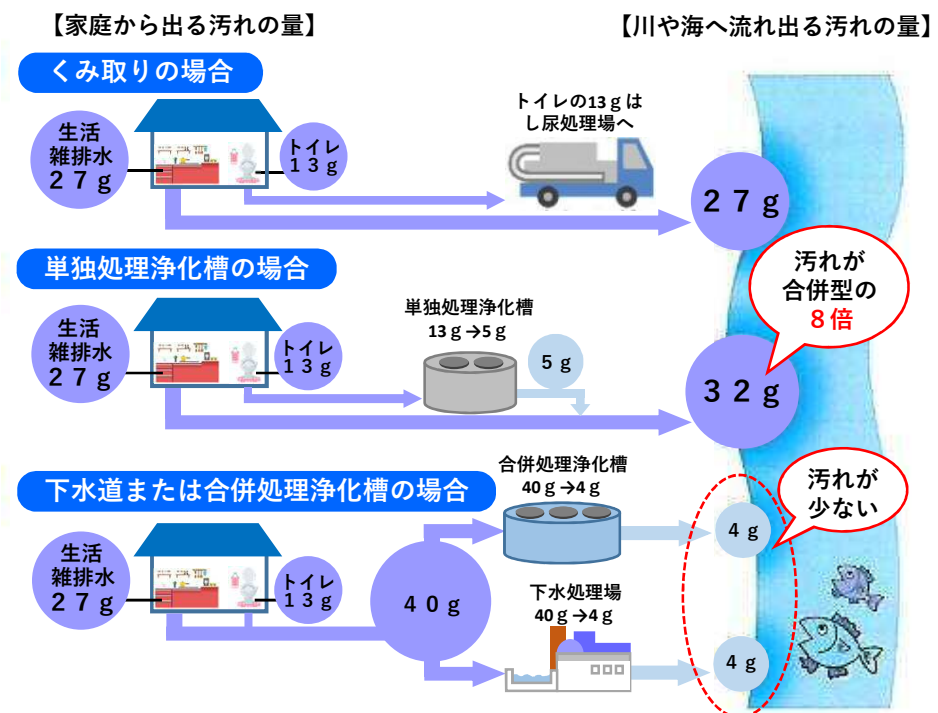 【家庭から出る汚れの量】
【川や海へ流れ出る汚れの量】
くみ取りの場合
生活
雑排水
２７ｇ
トイレ
１３ｇ
トイレの13ｇは
し尿処理場へ
２７ｇ
単独処理浄化槽の場合
生活
雑排水
２７ｇ
トイレ
１３ｇ
単独処理浄化槽
13ｇ→5ｇ
５ｇ
３２ｇ
汚れが
合併型の
８倍
下水道または合併処理浄化槽の場合
生活
雑排水
２７ｇ
トイレ
１３ｇ
４０ｇ
合併処理浄化槽
40ｇ→4ｇ
４ｇ
汚れが
少ない
下水処理場
40ｇ→4ｇ
４ｇ